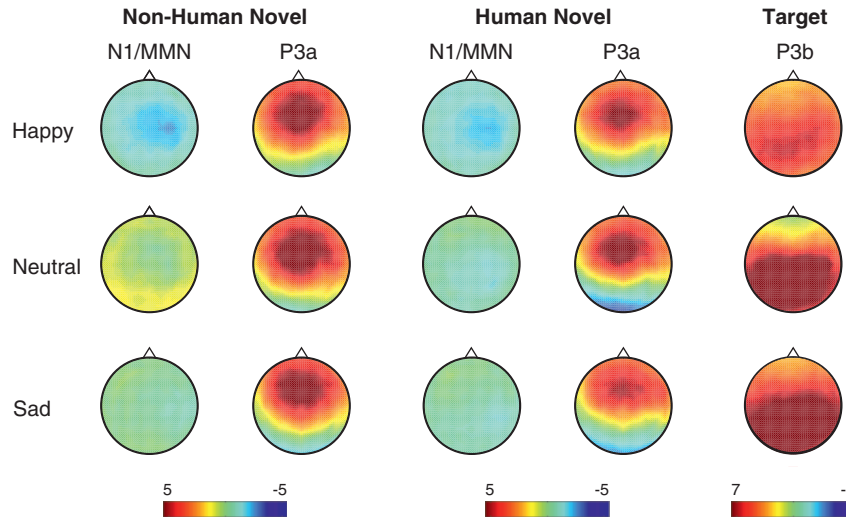 Non-Human Novel Human Novel Target
N1/MMN P3a N1/MMN P3a P3b
Happy
Neutral
Sad
5 -5 5 -5 7 -